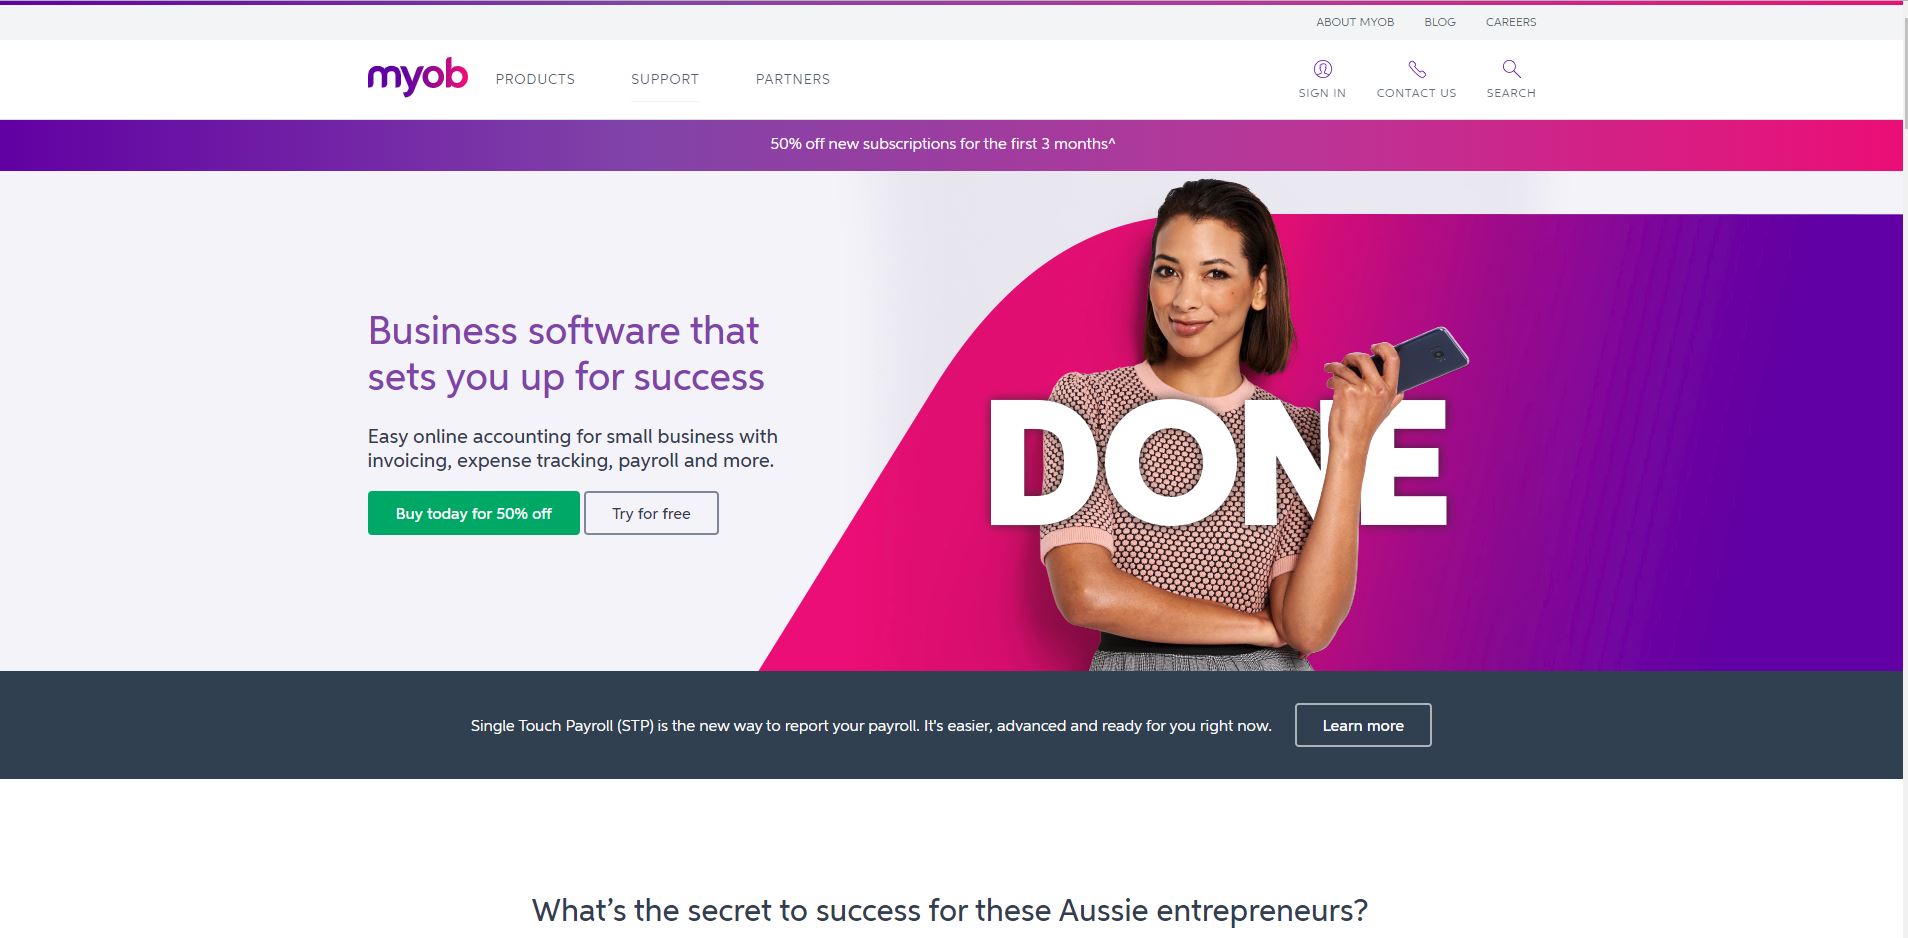 ABOUT MYOB
BLOG
CAREERS
myob
PRODUCTS
SUPPORT
PARTNERS
SIGN IN
CONTACT US
SEARCH
50% off new subscriptions for the first 3 months^
Business software that
sets you up for success
Easy online accounting for small business with
invoicing, expense tracking, payroll and more.
Buy today for 50% off
Try for free
DONE
Single Touch Payroll (STP) is the new way to report your payroll. It's easier, advanced and ready for you right now.
Learn more
What’s the secret to success for these Aussie entrepreneurs?